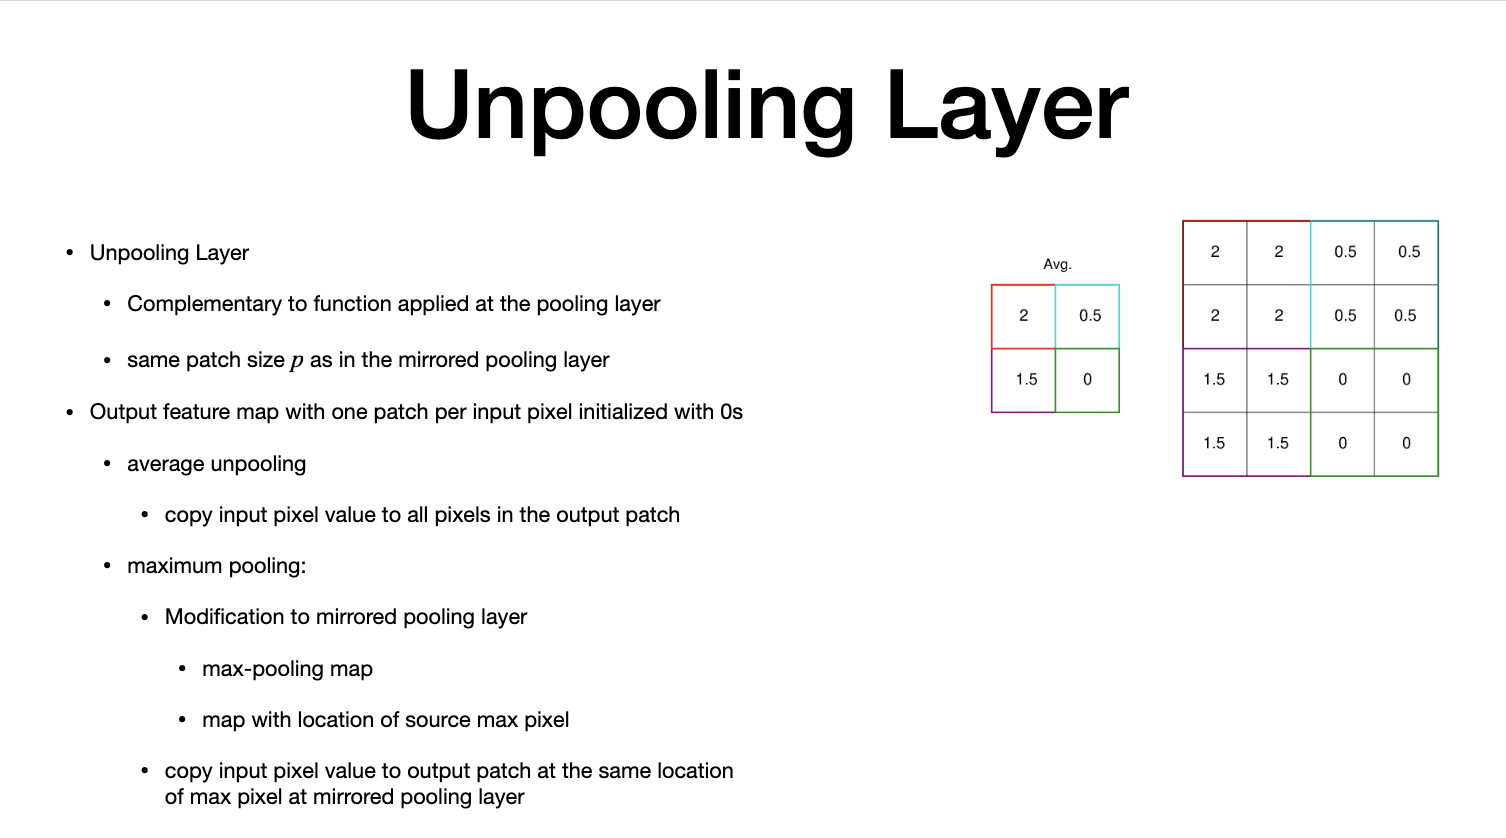 Unpooling Layer
• Unpooling Layer
• Complementary to function applied at the pooling layer
• same patch size p as in the mirrored pooling layer
• Output feature map with one patch per input pixel initialized with 0s
• average unpooling
• copy input pixel value to all pixels in the output patch
• maximum pooling:
• Modification to mirrored pooling layer
• max-pooling map
• map with location of source max pixel
• copy input pixel value to output patch at the same location
of max pixel at mirrored pooling layer
Avg.
2 0.5
1.5 0
2 2 0.5 0.5
2 2 0.5 0.5
1.5 1.5 0 0
1.5 1.5 0 0